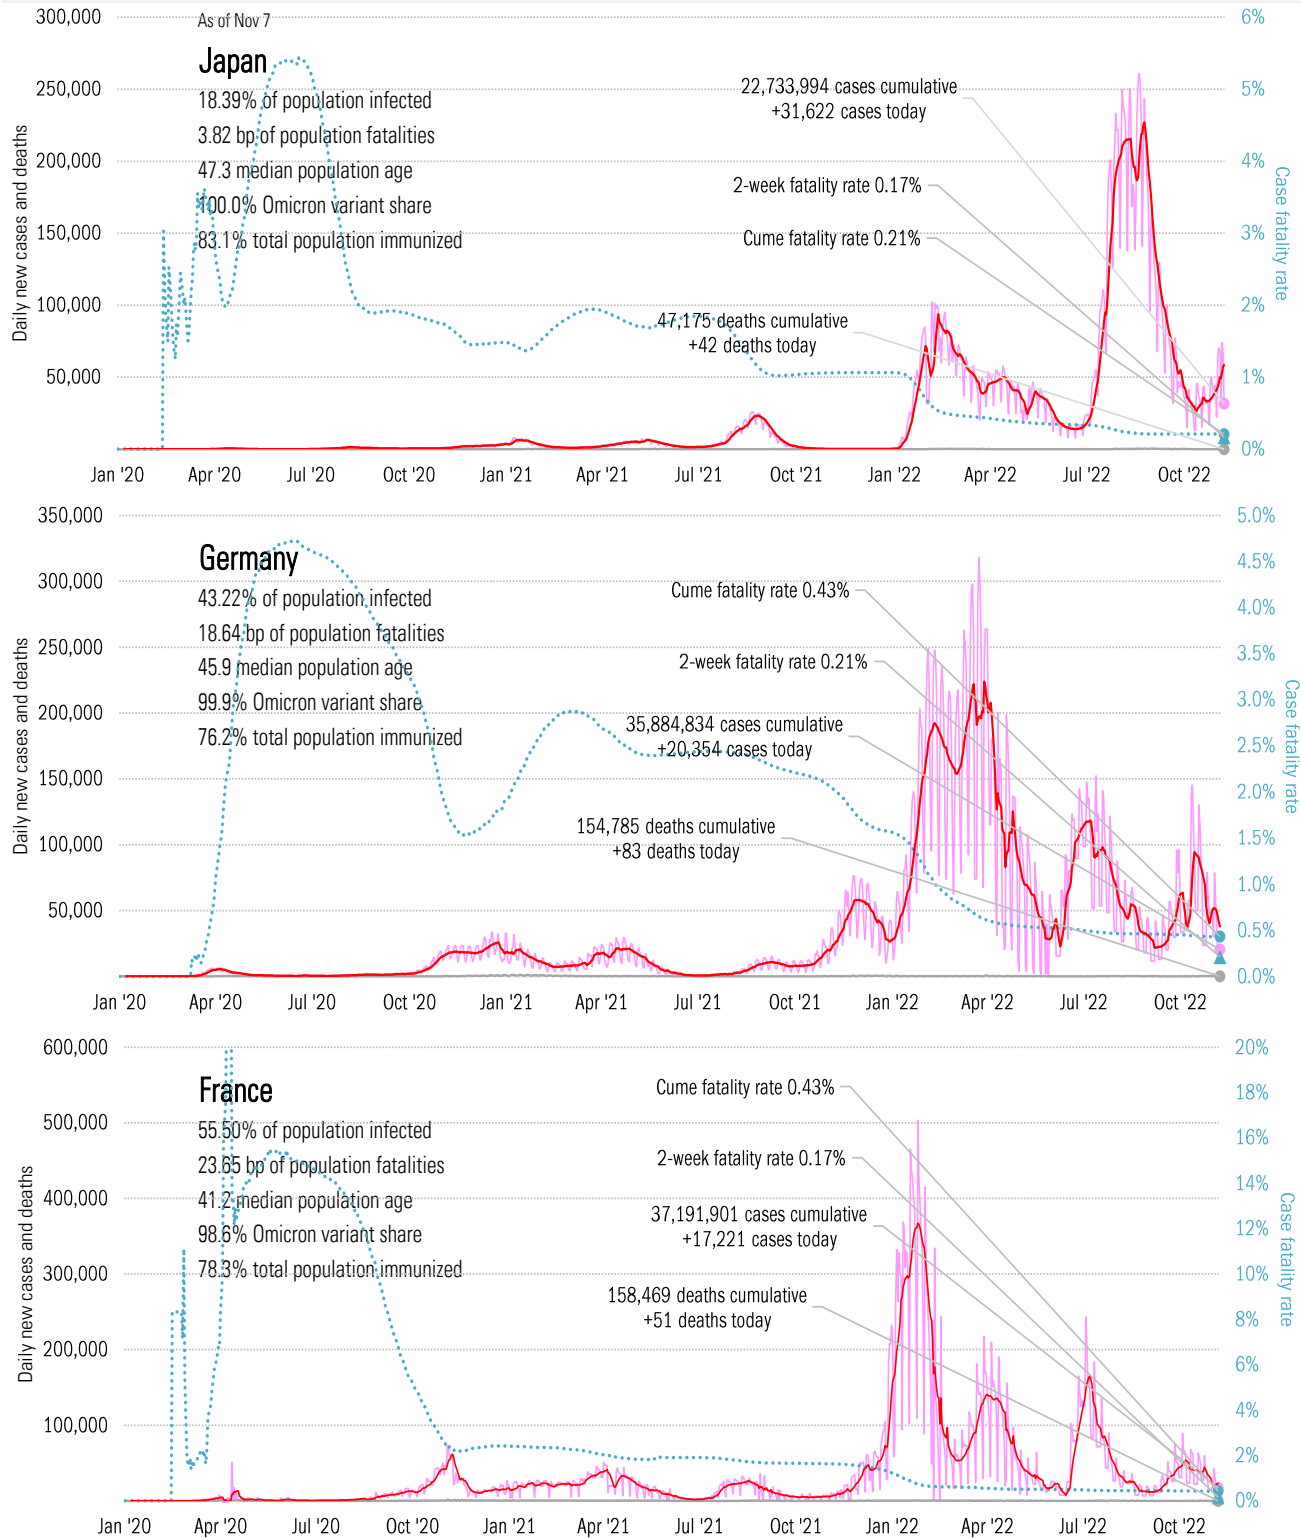 As of Nov 7
Japan
18.39% of population infected
3.82 bp of population fatalities
47.3 median population age
100.0% Omicron variant share
83.1% total population immunized
22,733,994 cases cumulative
+31,622 cases today
2-week fatality rate 0.17%
Cume fatality rate 0.21%
47,175 deaths cumulative
+42 deaths today
Daily new cases and deaths
300,000
250,000
200,000
150,000
100,000
50,000
6%
5%
4%
3%
2%
1%
0%
Case fatality rate
Jan '20 Apr '20 Jul '20 Oct '20 Jan '21 Apr '21 Jul '21 Oct '21 Jan '22 Apr '22 Jul '22 Oct '22
Germany
43.22% of population infected
18.64 bp of population fatalities
45.9 median population age
99.9% Omicron variant share
76.2% total population immunized
Cume fatality rate 0.43%
2-week fatality rate 0.21%
35,884,834 cases cumulative
+20,354 cases today
154,785 deaths cumulative
+83 deaths today
Daily new cases and deaths
350,000
300,000
250,000
200,000
150,000
100,000
50,000
5.0%
4.5%
4.0%
3.5%
3.0%
2.5%
2.0%
1.5%
1.0%
0.5%
0.0%
Case fatality rate
Jan '20 Apr '20 Jul '20 Oct '20 Jan '21 Apr '21 Jul '21 Oct '21 Jan '22 Apr '22 Jul '22 Oct '22
France
55.50% of population infected
23.65 bp of population fatalities
41.2 median population age
98.6% Omicron variant share
78.3% total population immunized
Cume fatality rate 0.43%
2-week fatality rate 0.17%
37,191,901 cases cumulative
+17,221 cases today
158,469 deaths cumulative
+51 deaths today
Daily new cases and deaths
600,000
500,000
400,000
300,000
200,000
100,000
20%
18%
16%
14%
12%
10%
8%
6%
4%
2%
0%
Case fatality rate
Jan '20 Apr '20 Jul '20 Oct '20 Jan '21 Apr '21 Jul '21 Oct '21 Jan '22 Apr '22 Jul '22 Oct '22